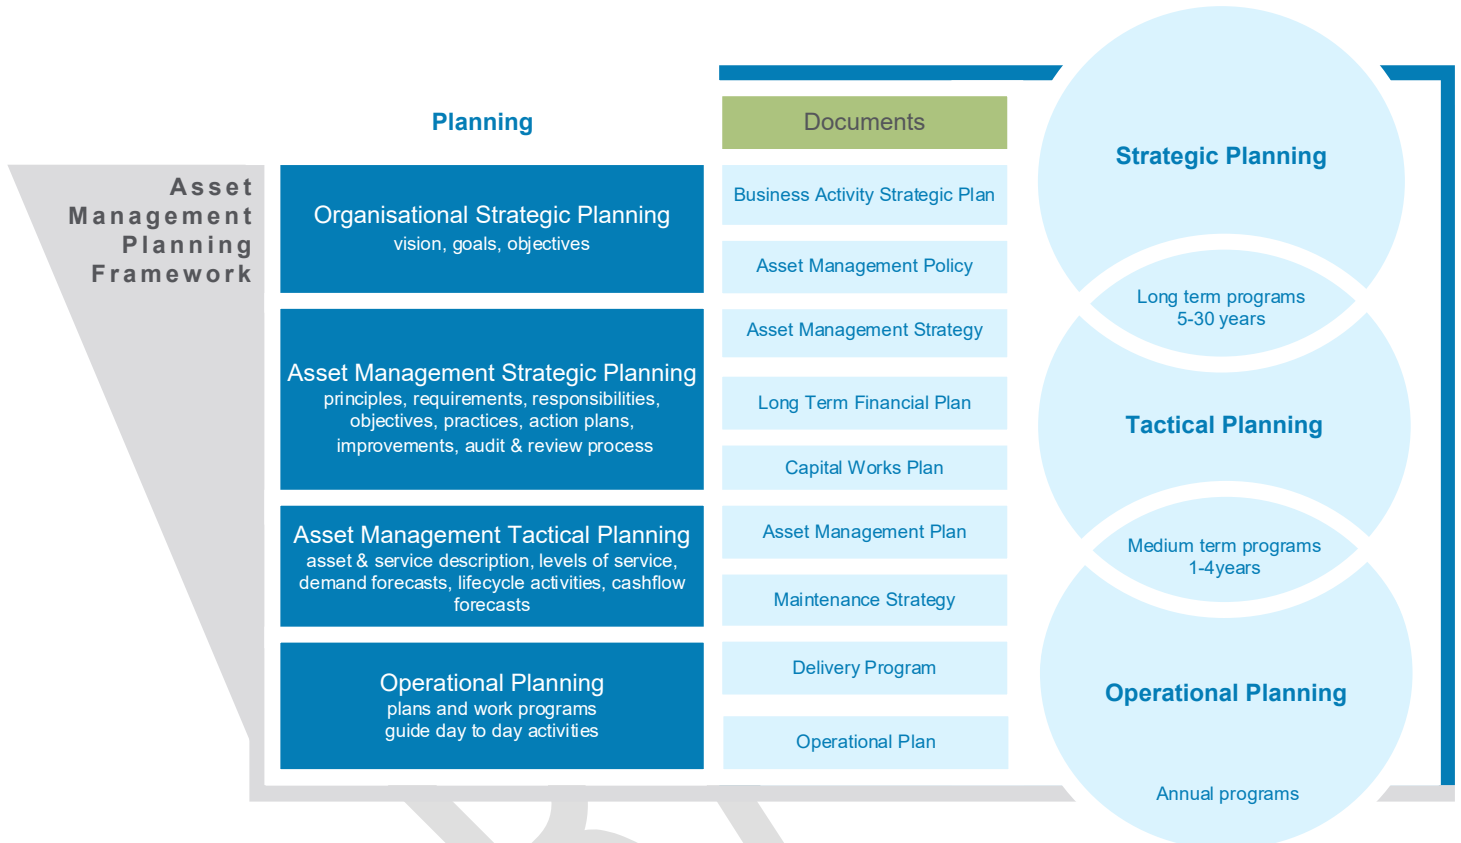 Asset
Management
Planning
Framework
Planning
Organisational Strategic Planning
vision, goals, objectives
Asset Management Strategic Planning
principles, requirements, responsibilities,
objectives, practices, action plans,
improvements, audit & review process
Asset Management Tactical Planning
asset & service description, levels of service,
demand forecasts, lifecycle activities, cashflow
forecasts
Operational Planning
plans and work programs
guide day to day activities
Documents
Business Activity Strategic Plan
Asset Management Policy
Asset Management Strategy
Long Term Financial Plan
Capital Works Plan
Asset Management Plan
Maintenance Strategy
Delivery Program
Operational Plan
Strategic Planning
Long term programs
5-30 years
Tactical Planning
Medium term programs
1-4years
Operational Planning
Annual programs